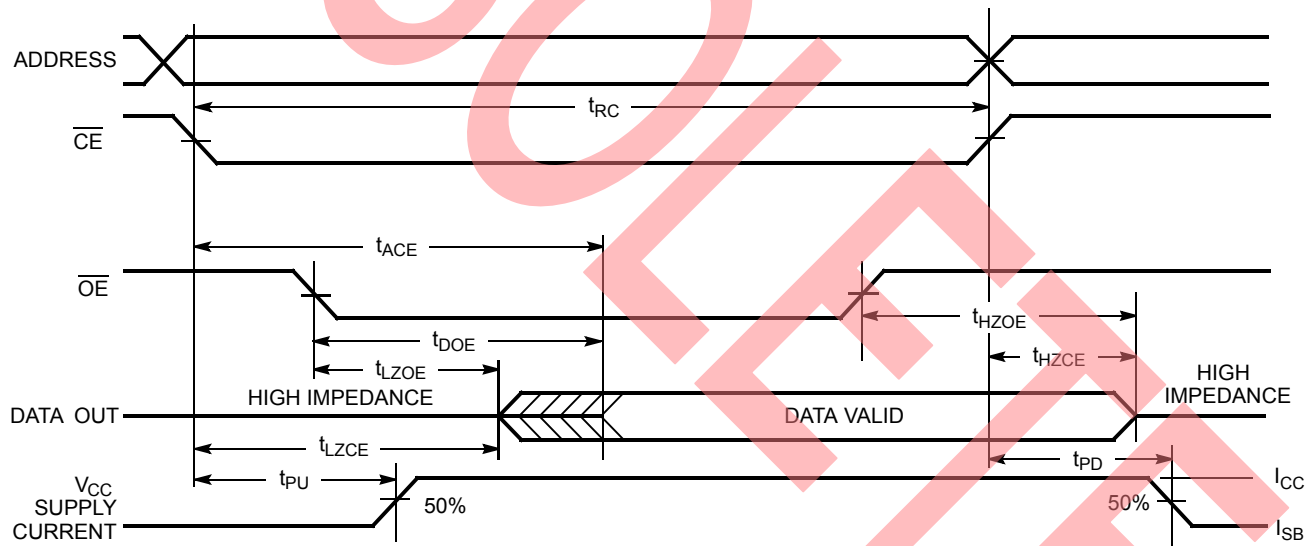 ADDRESS
tRC
CE
tACE
OE
tHZOE
tDOE
tHZCE
tLZOE
HIGH IMPEDANCE
HIGH
IMPEDANCE
DATA OUT
DATA VALID
tLZCE
tPU
tPD
VCC
SUPPLY
CURRENT
50%
50%
ICC
ISB